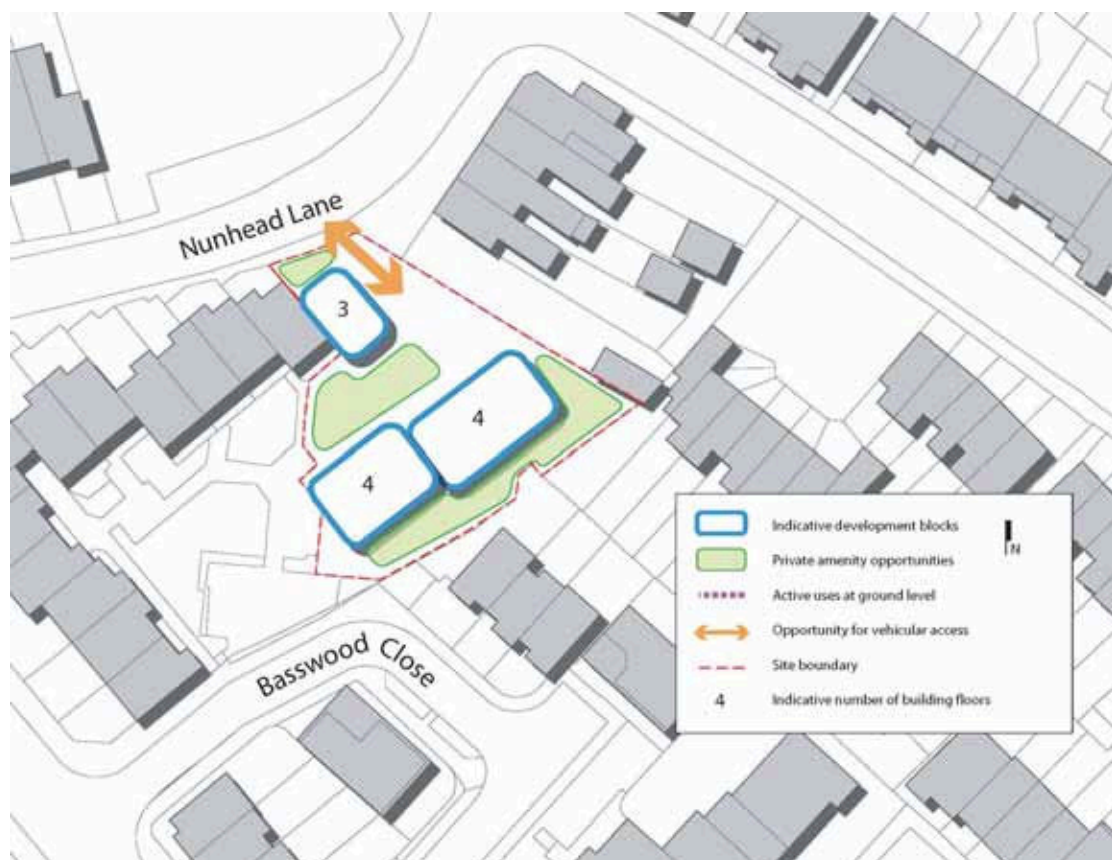 Nunhead Lane
3
4
4
Basswood Close
Indicative development blocks
N
Private amenity opportunities
Active uses at ground level
Opportunity for vehicular access
Site boundary
4 Indicative number of building floors